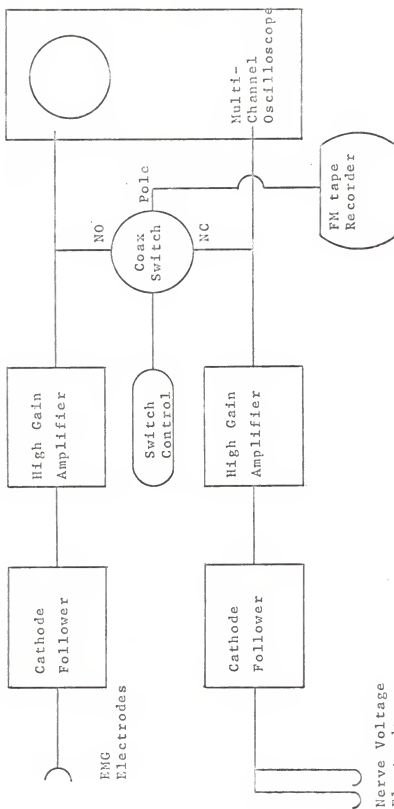 EMG
Electrodes
Cathode
Follower
High Gain
Amplifier
NO
Coax
Switch
Pole
NC
Switch
Control
Multi-
Channel
Oscilloscope
Cathode
Follower
High Gain
Amplifier
FM tape
Recorder
Nerve Voltage